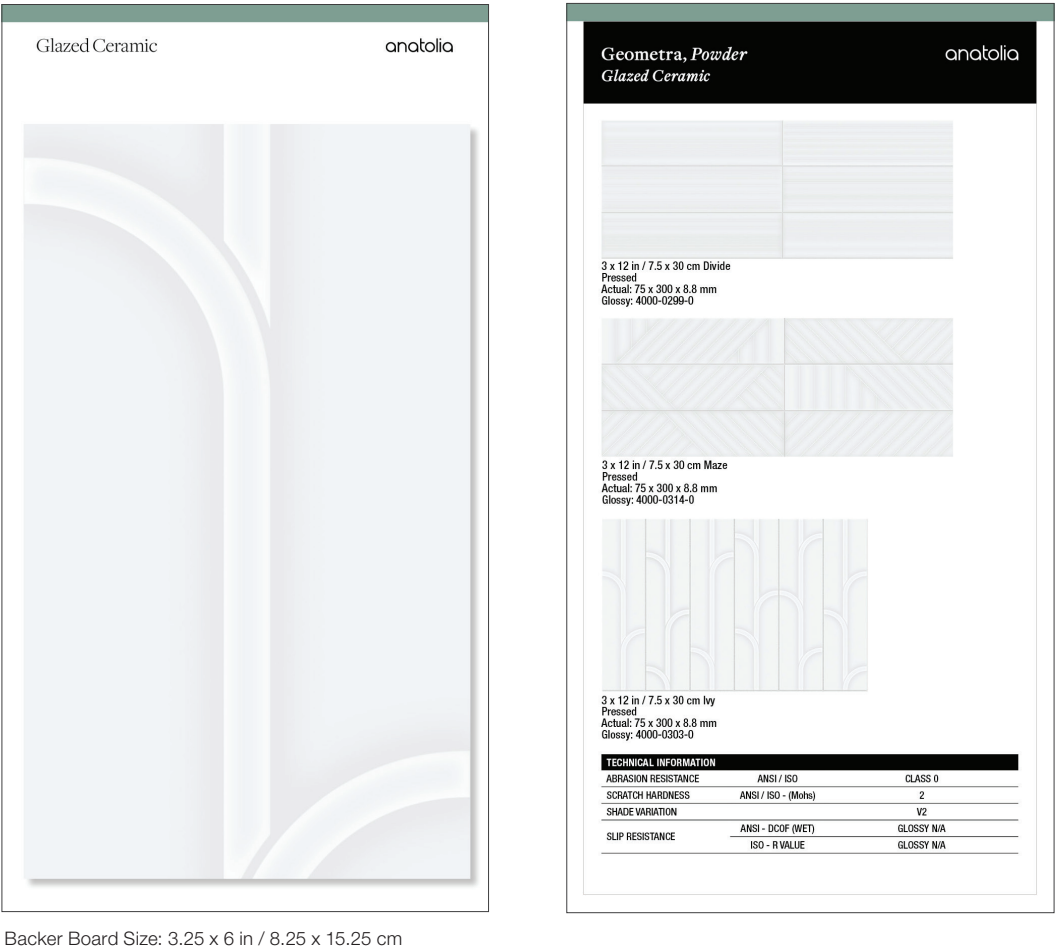 Glazed Ceramic
anatolia
Geometra, Powder
Glazed Ceramic
anatolia
3 x 12 in / 7.5 x 30 cm Divide
Pressed
Actual: 75 x 300 x 8.8 mm
Glossy: 4000-0299-0
3 x 12 in / 7.5 x 30 cm Maze
Pressed
Actual: 75 x 300 x 8.8 mm
Glossy: 4000-0314-0
3 x 12 in / 7.5 x 30 cm Ivy
Pressed
Actual: 75 x 300 x 8.8 mm
Glossy: 4000-0303-0
TECHNICAL INFORMATION
ABRASION RESISTANCE ANSI / ISO CLASS 0
SCRATCH HARDNESS ANSI / ISO - (Mohs) 2
SHADE VARIATION V2
SLIP RESISTANCE ANSI - DCOF (WET) GLOSSY N/A
ISO - R VALUE GLOSSY N/A
Backer Board Size: 3.25 x 6 in / 8.25 x 15.25 cm